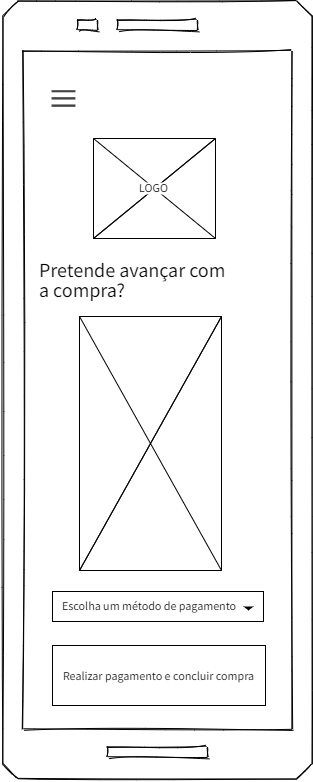 LOGO
Pretende avançar com
a compra?
Escolha um método de pagamento
Realizar pagamento e concluir compra